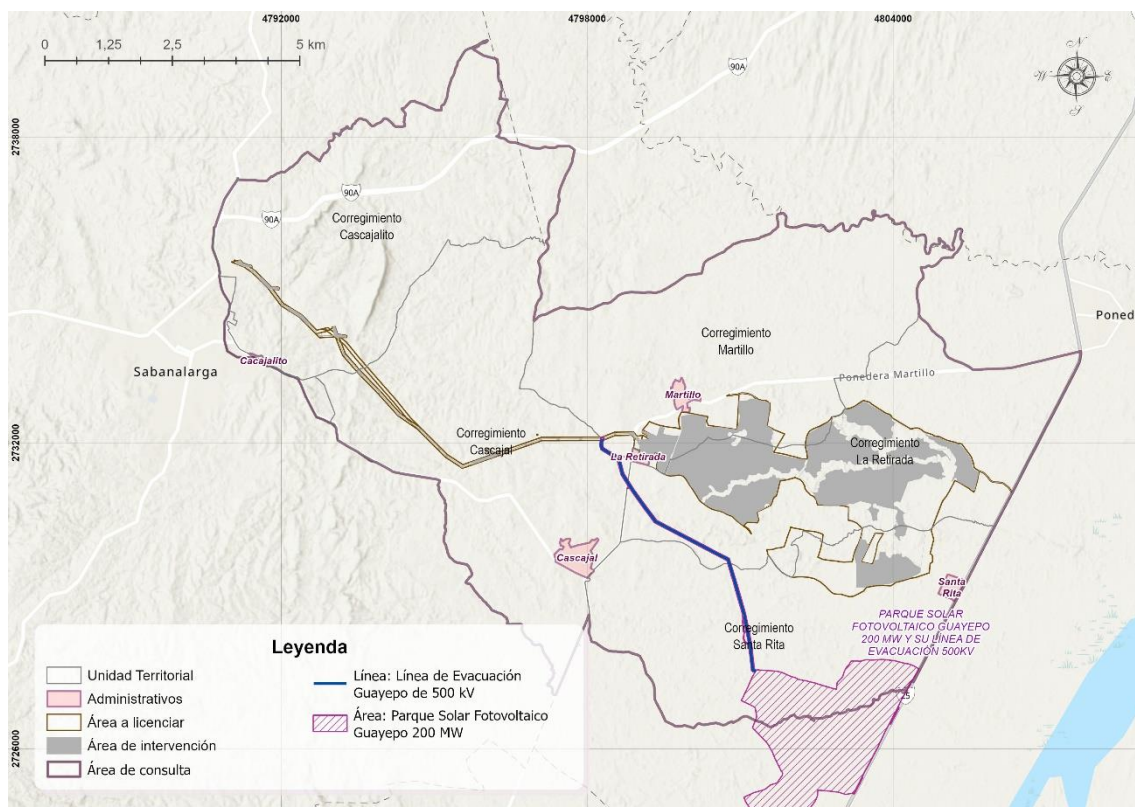 4792000
4798000
4804000
0 1,25 2,5 5 km
N
W E
S
90A
2738000
90A
90A
Corregimiento
Cascajalito
Corregimiento
Martillo
Poned
Cacajalito
Sabanalarga
Ponedera Martillo
Martillo
2732000
Corregimiento
Cascajal
La Retirada
Corregimiento
La Retirada
Cascajal
Santa
Rita
PARQUE SOLAR
FOTOVOLTAICO GUAYEPO
200 MW Y SU LÍNEA DE
EVACUACIÓN 500KV
Corregimiento
Santa Rita
25
2726000
Leyenda
Unidad Territorial
Administrativos
Área a licenciar
Área de intervención
Área de consulta
Línea: Línea de Evacuación
Guayepo de 500 kV
Área: Parque Solar Fotovoltaico
Guayepo 200 MW